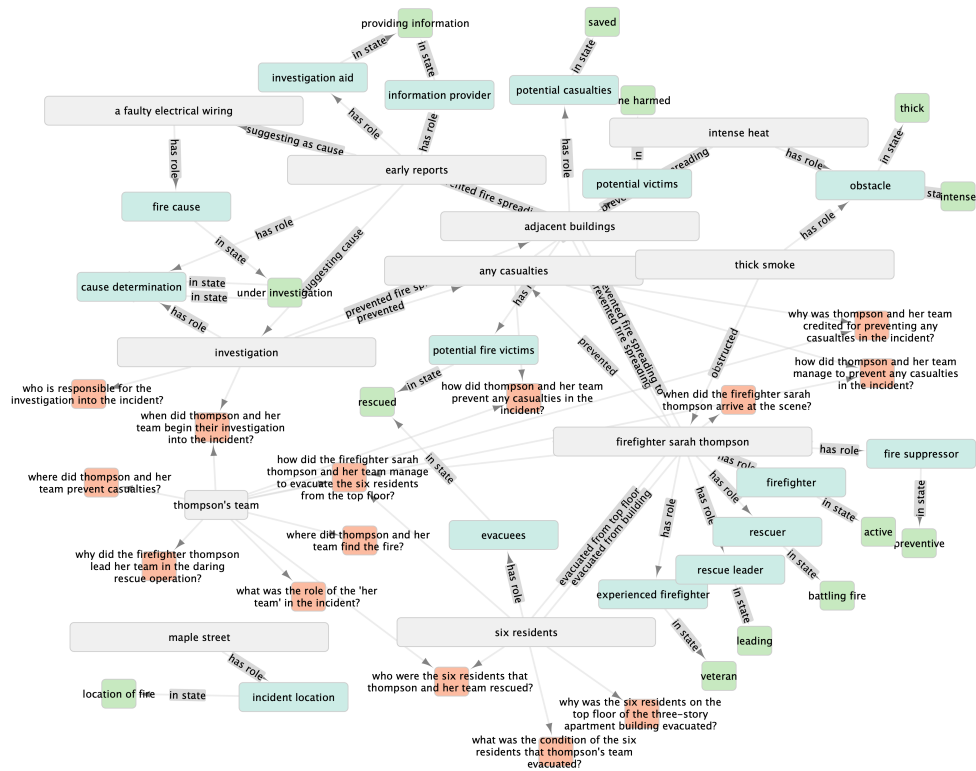 saved
providing information
in state
in state
investigation aid
in state
potential casualties
information provider
ne harmed
thick
a faulty electrical wiring
has role
has role
suggesting as cause
intense heat
in state
has role
has role
in
reading
has role
early reports
potential victims
obstacle
intense
fire cause
adjacent buildings
has role
has role
in state
suggesting cause
any casualties
thick smoke
cause determination
in state
in state
under investigation
prevented
has role
why was thompson and her team
credited for preventing any
casualties in the incident?
investigation
potential fire victims
prevented
obstructed
prevented fire spreading to
prevented fire spreading
how did thompson and her team
manage to prevent any casualties
in the incident?
who is responsible for the
investigation into the incident?
in state
rescued
how did thompson and her team
prevent any casualties in the
incident?
when did the firefighter sarah
thompson arrive at the scene?
when did thompson and her
team begin their investigation
into the incident?
firefighter sarah thompson
has role
fire suppressor
where did thompson and her
team prevent casualties?
how did the firefighter sarah
thompson and her team manage
to evacuate the six residents
from the top floor?
in state
has role
has role
firefighter
in state
thompson's team
evacuated from top floor
evacuated from building
has role
has role
in state
active
preventive
where did thompson and her
team find the fire?
evacuees
rescuer
why did the firefighter thompson
lead her team in the daring
rescue operation?
has role
rescue leader
in state
what was the role of the 'her
team' in the incident?
experienced firefighter
battling fire
in state
maple street
six residents
in state
leading
has role
veteran
location of fire
in state
incident location
who were the six residents that
thompson and her team rescued?
why was the six residents on the
top floor of the three-story
apartment building evacuated?
what was the condition of the six
residents that thompson's team
evacuated?